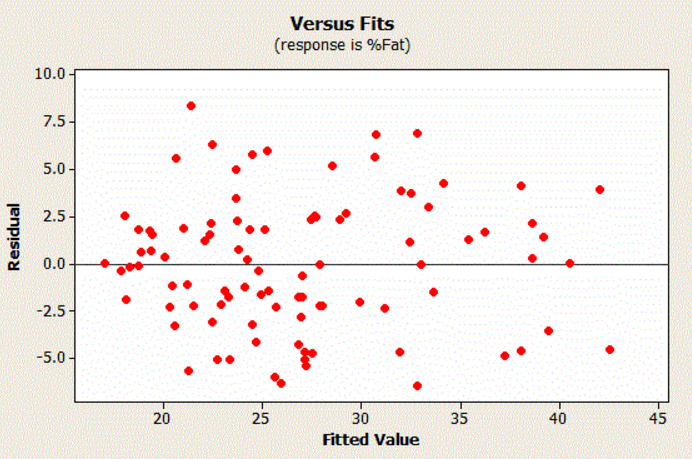 Versus Fits
(response is %Fat)
10.0
7.5
5.0
2.5
0.0
-2.5
-5.0
Residual
20 25 30 35 40 45
Fitted Value